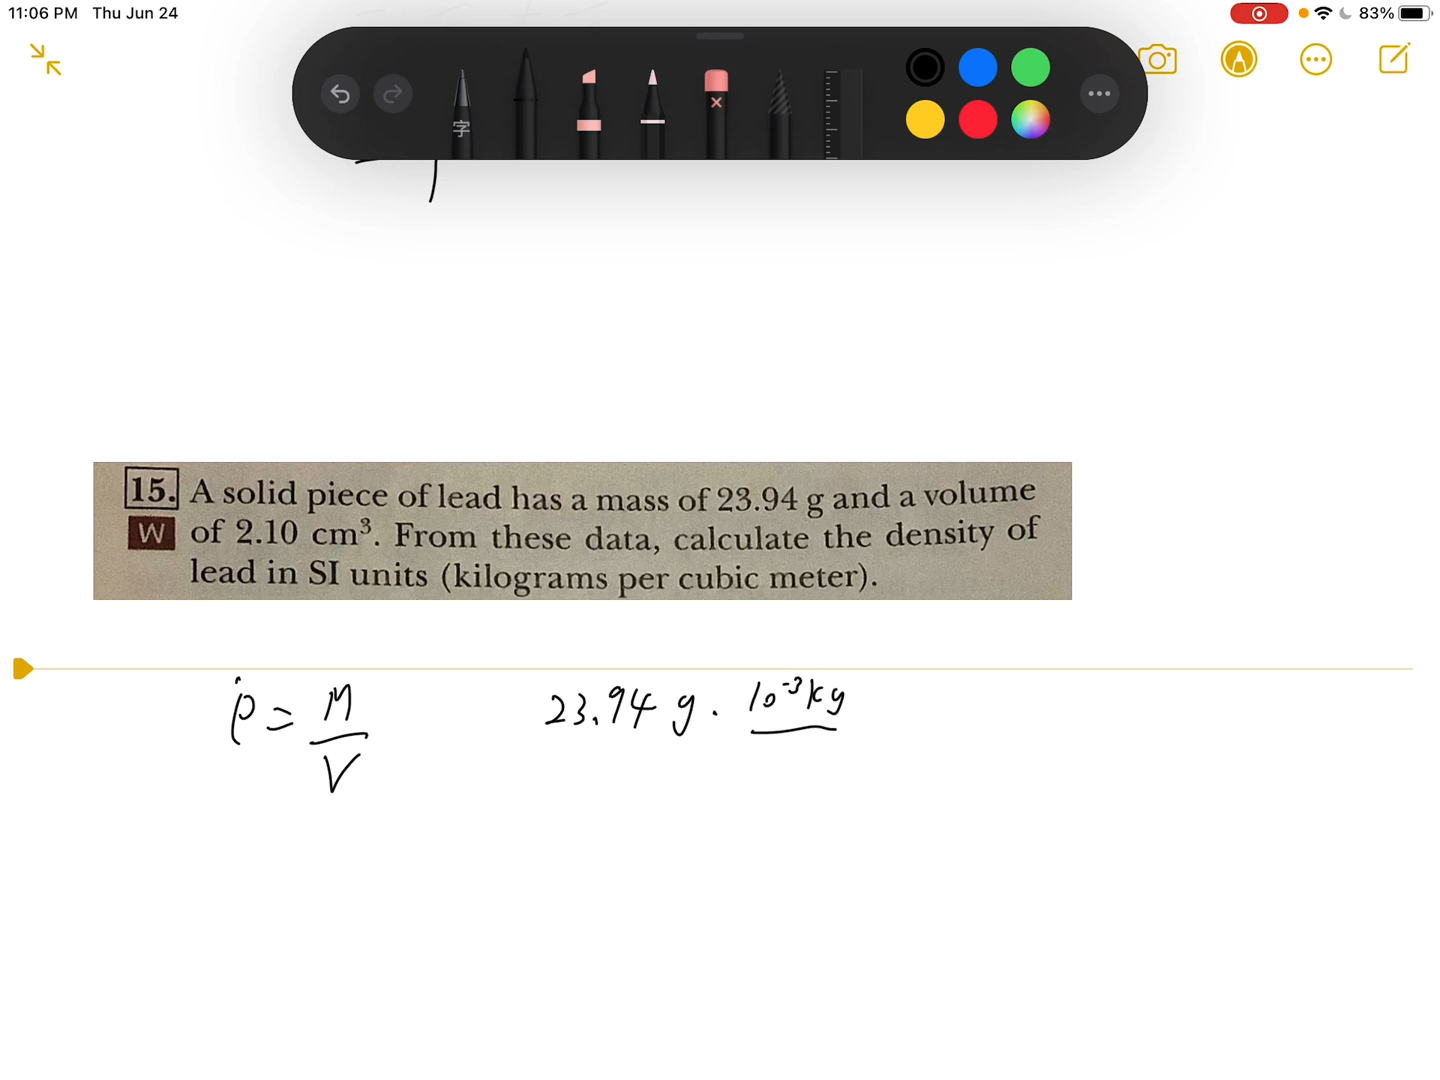 11:06 PM Thu Jun 24
83%
字
15. A solid piece of lead has a mass of 23.94 g and a volume
W of 2.10 cm³. From these data, calculate the density of
lead in SI units (kilograms per cubic meter).
ρ = M / V
23.94 g · 10⁻³ kg